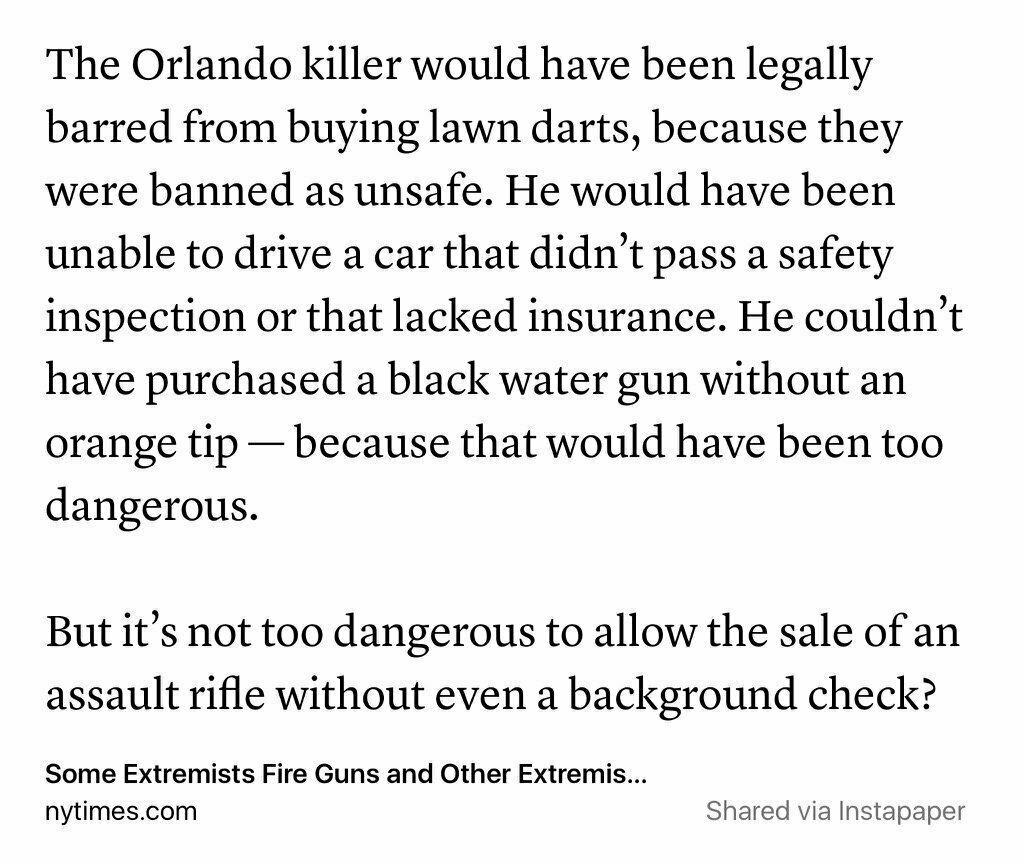 The Orlando killer would have been legally
barred from buying lawn darts, because they
were banned as unsafe. He would have been
unable to drive a car that didn’t pass a safety
inspection or that lacked insurance. He couldn’t
have purchased a black water gun without an
orange tip — because that would have been too
dangerous.
But it’s not too dangerous to allow the sale of an
assault rifle without even a background check?
Some Extremists Fire Guns and Other Extremis...
nytimes.com
Shared via Instapaper